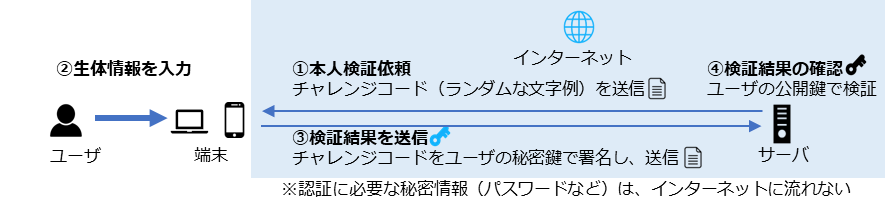 インターネット
②生体情報を入力
①本人検証依頼
チャレンジコード（ランダムな文字例）を送信
④検証結果の確認
ユーザの公開鍵で検証
ユーザ
端末
③検証結果を送信
チャレンジコードをユーザの秘密鍵で署名し、送信
サーバ
※認証に必要な秘密情報（パスワードなど）は、インターネットに流れない